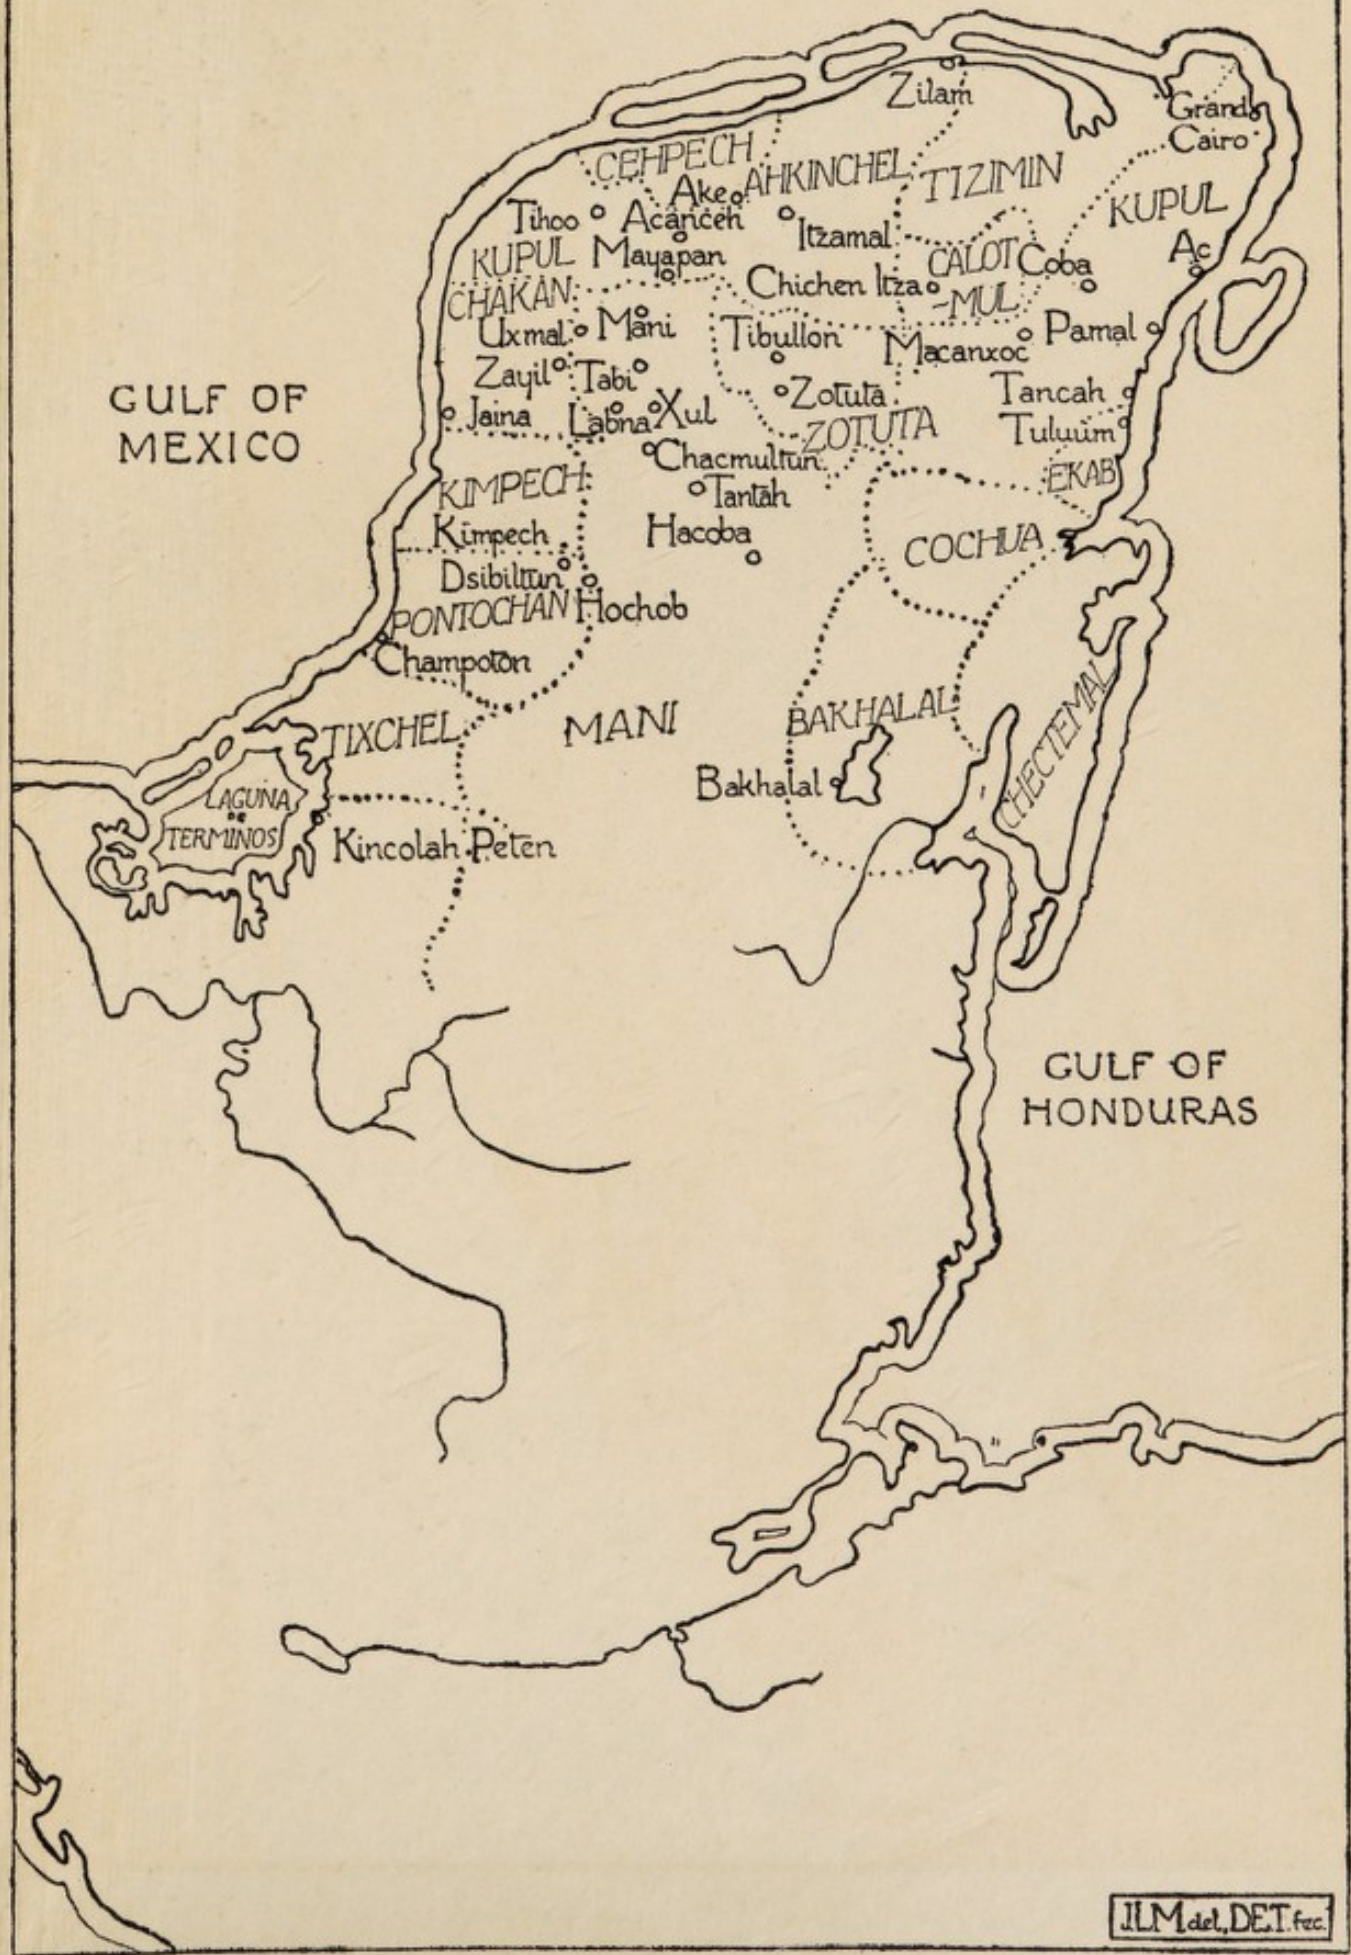 Zilam
Grand
Cairo
CEHPECH
AHKINCHEL
TIZIMIN
Ake
KUPUL
Tihoo
Acanceh
Itzamal
Ac
KUPUL
Mayapan
CALOT
Coba
CHAKAN
Chichen Itza
-MUL
Uxmal
Mani
Tibullon
Macanxoc
Pamal
Zayil
Tabi
Zotuta
Tancah
GULF OF
MEXICO
Jaina
Labna
Xul
ZOTUTA
Tuluum
Chacmultun
EKAB
KIMPECH
Tantah
Kimpech
Hacoba
COCHUA
Dsibiltun
PONTOCHAN
Hochob
Champoton
TIXCHEL
MANI
BAKHALAL
CHECTEMAL
Bakhalal
LAGUNA
DE
TERMINOS
Kincolah
Peten
GULF OF
HONDURAS
JLM del, DET. fec.